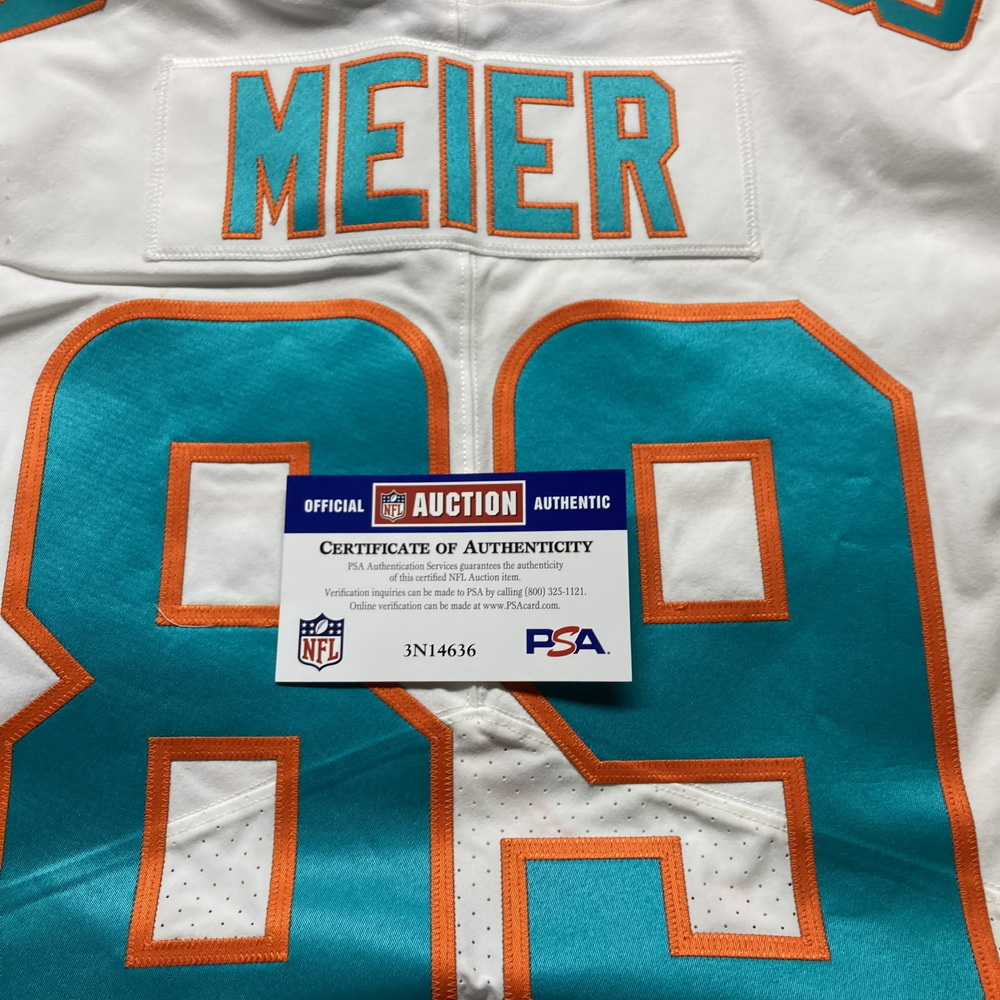 MEIER
89
OFFICIAL NFL AUCTION AUTHENTIC
CERTIFICATE OF AUTHENTICITY
PSA Authentication Services guarantees the authenticity
of this certified NFL Auction item.
Verification inquiries can be made to PSA by calling (800) 325-1121.
Online verification can be made at www.PSAcard.com.
NFL 3N14636 PSA